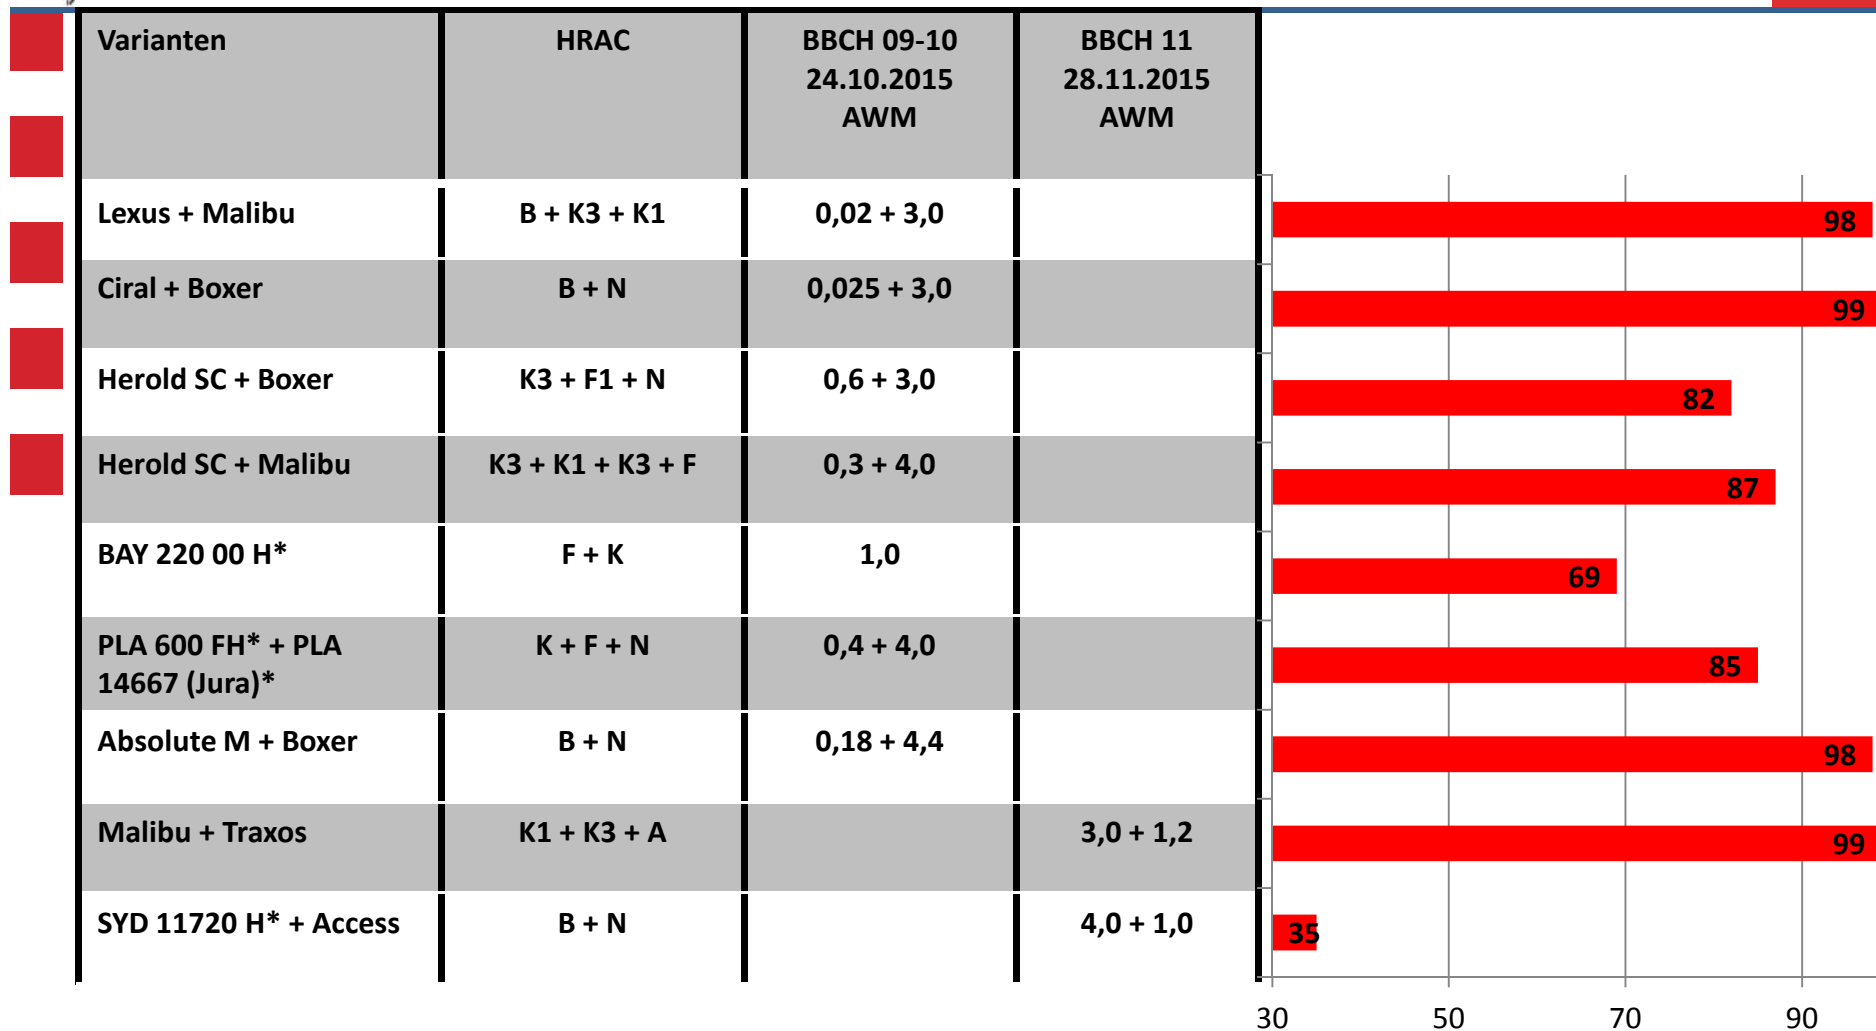 Varianten HRAC BBCH 09-10 BBCH 11
24.10.2015 28.11.2015
AWM AWM
Lexus + Malibu B + K3 + K1 0,02 + 3,0 98
Ciral + Boxer B + N 0,025 + 3,0 99
Herold SC + Boxer K3 + F1 + N 0,6 + 3,0 82
Herold SC + Malibu K3 + K1 + K3 + F 0,3 + 4,0 87
BAY 220 00 H* F + K 1,0 69
PLA 600 FH* + PLA K + F + N 0,4 + 4,0 85
14667 (Jura)*
Absolute M + Boxer B + N 0,18 + 4,4 98
Malibu + Traxos K1 + K3 + A 3,0 + 1,2 99
SYD 11720 H* + Access B + N 4,0 + 1,0 35
30 50 70 90